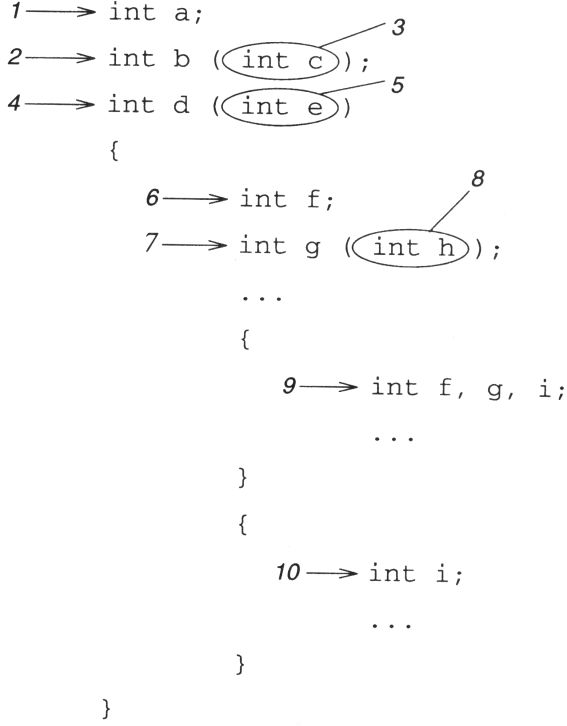 1 int a; 3
2 int b (int c);
4 int d (int e) 5
{
6 int f; 8
7 int g (int h);
...
{
9 int f, g, i;
...
}
{
10 int i;
...
}
}